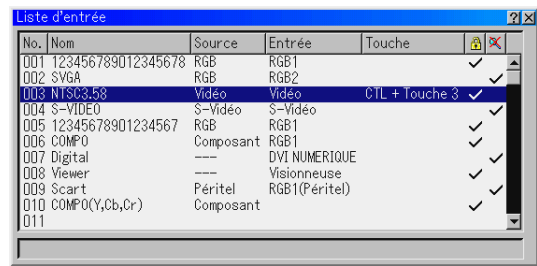 Liste d'entrée
No. Nom Source Entrée Touche
001 123456789012345678 RGB RGB1
002 SVGA RGB RGB2
003 NTSC3.58 Vidéo Vidéo CTL + Touche 3
004 S-VIDEO S-Vidéo S-Vidéo
005 12345678901234567 RGB RGB1
006 COMPO Composant RGB1
007 Digital --- DVI NUMERIQUE
008 Viewer --- Visionneuse
009 Scart Péritel RGB1(Péritel)
010 COMPO(Y,Cb,Cr) Composant
011